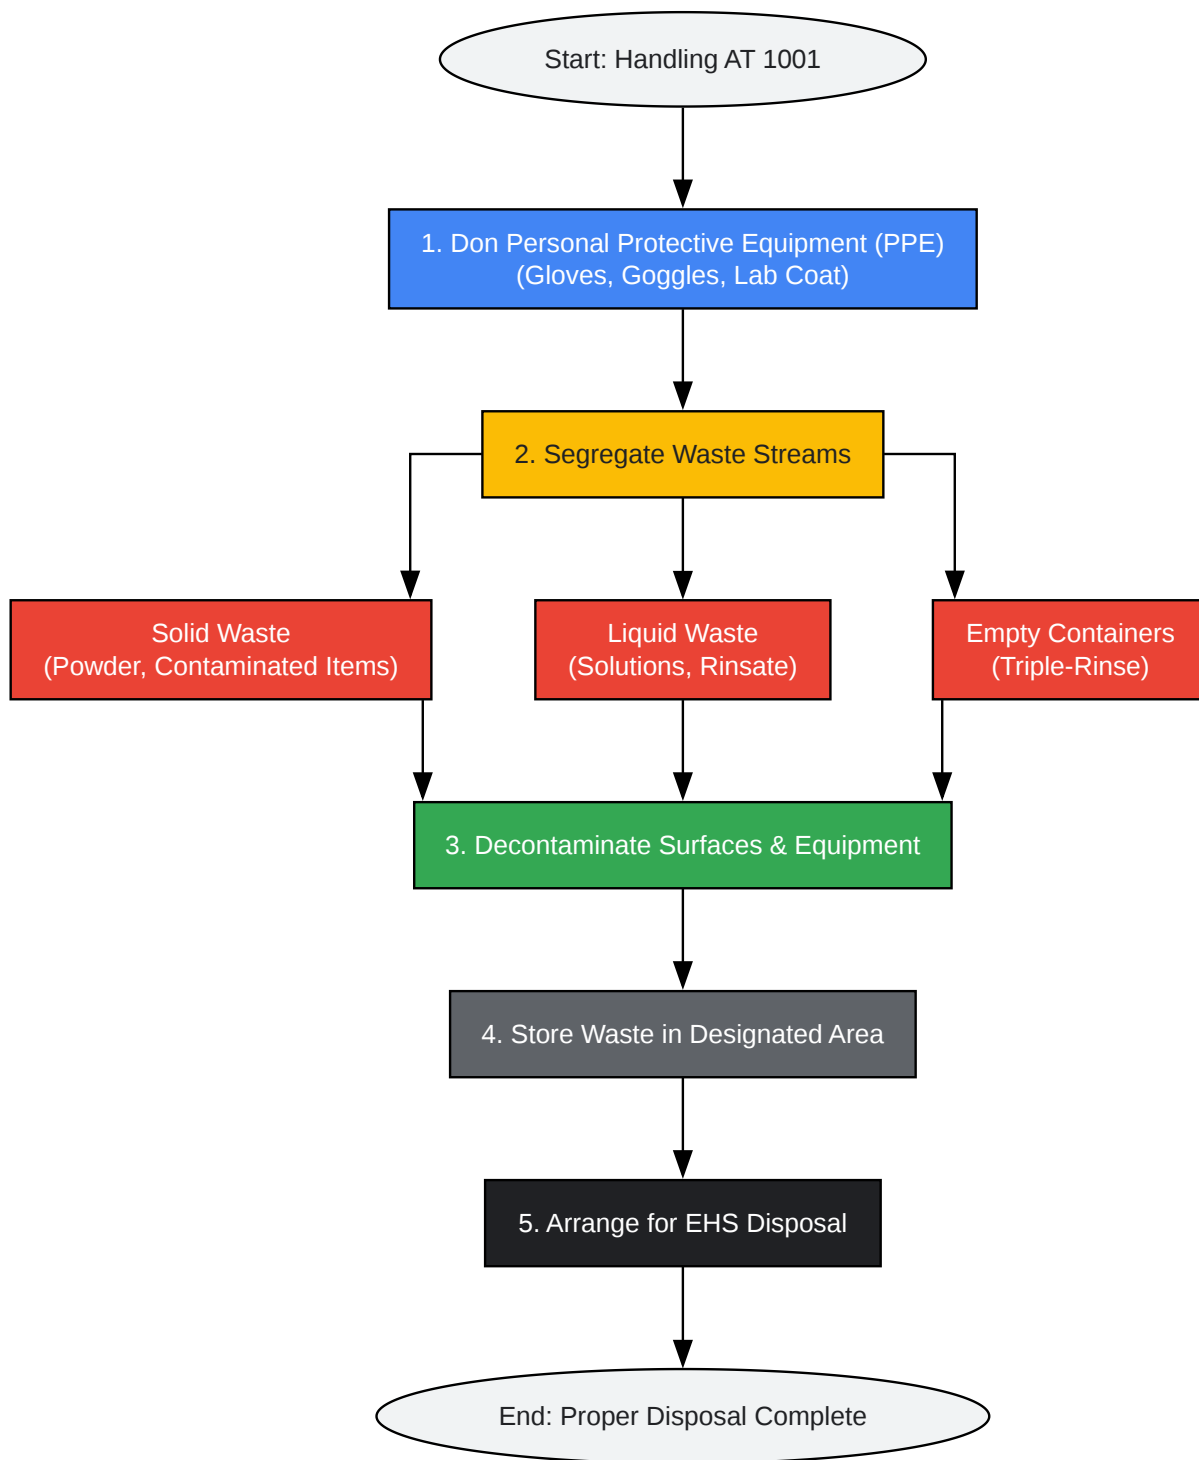 Start: Handling AT 1001
1. Don Personal Protective Equipment (PPE)
(Gloves, Goggles, Lab Coat)
2. Segregate Waste Streams
Solid Waste
(Powder, Contaminated Items)
Liquid Waste
(Solutions, Rinsate)
Empty Containers
(Triple-Rinse)
3. Decontaminate Surfaces & Equipment
4. Store Waste in Designated Area
5. Arrange for EHS Disposal
End: Proper Disposal Complete